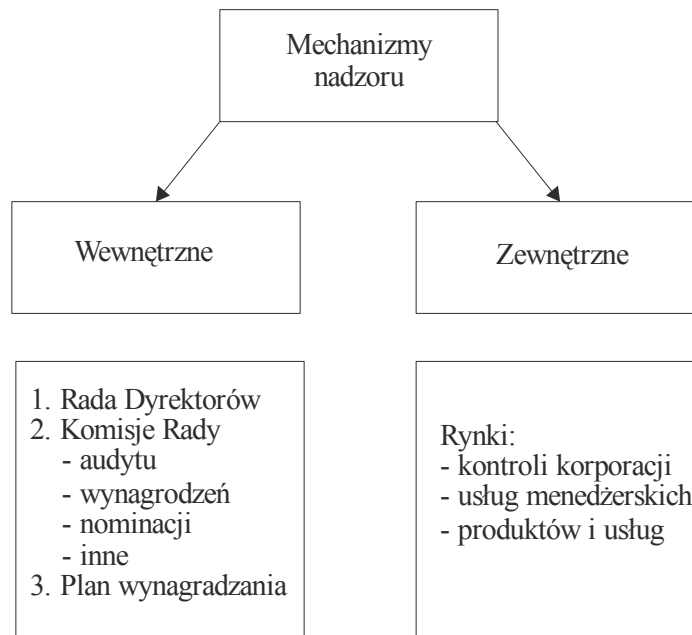 Mechanizmy
nadzoru
Wewnętrzne
Zewnętrzne
1. Rada Dyrektorów
2. Komisje Rady
- audytu
- wynagrodzeń
- nominacji
- inne
3. Plan wynagradzania
Rynki:
- kontroli korporacji
- usług menedżerskich
- produktów i usług